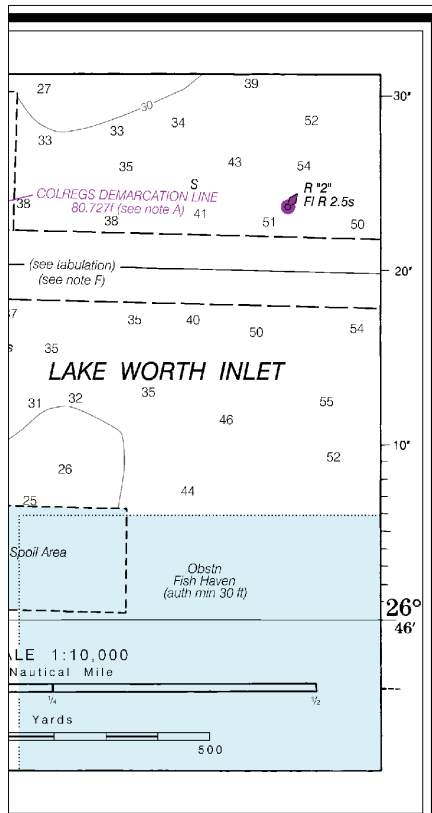 27
39
30"
30
33
33
34
52
35
43
54
S
R "2"
Fl R 2.5s
COLREGS DEMARCATION LINE
80.727f (see note A)
38
38
41
51
50
(see tabulation)
(see note F)
20"
35
40
50
54
35
LAKE WORTH INLET
35
31
32
46
55
10"
26
52
44
25
Spoil Area
Obstn
Fish Haven
(auth min 30 ft)
26°
46'
1:10,000
Nautical Mile
1/4
1/2
Yards
500